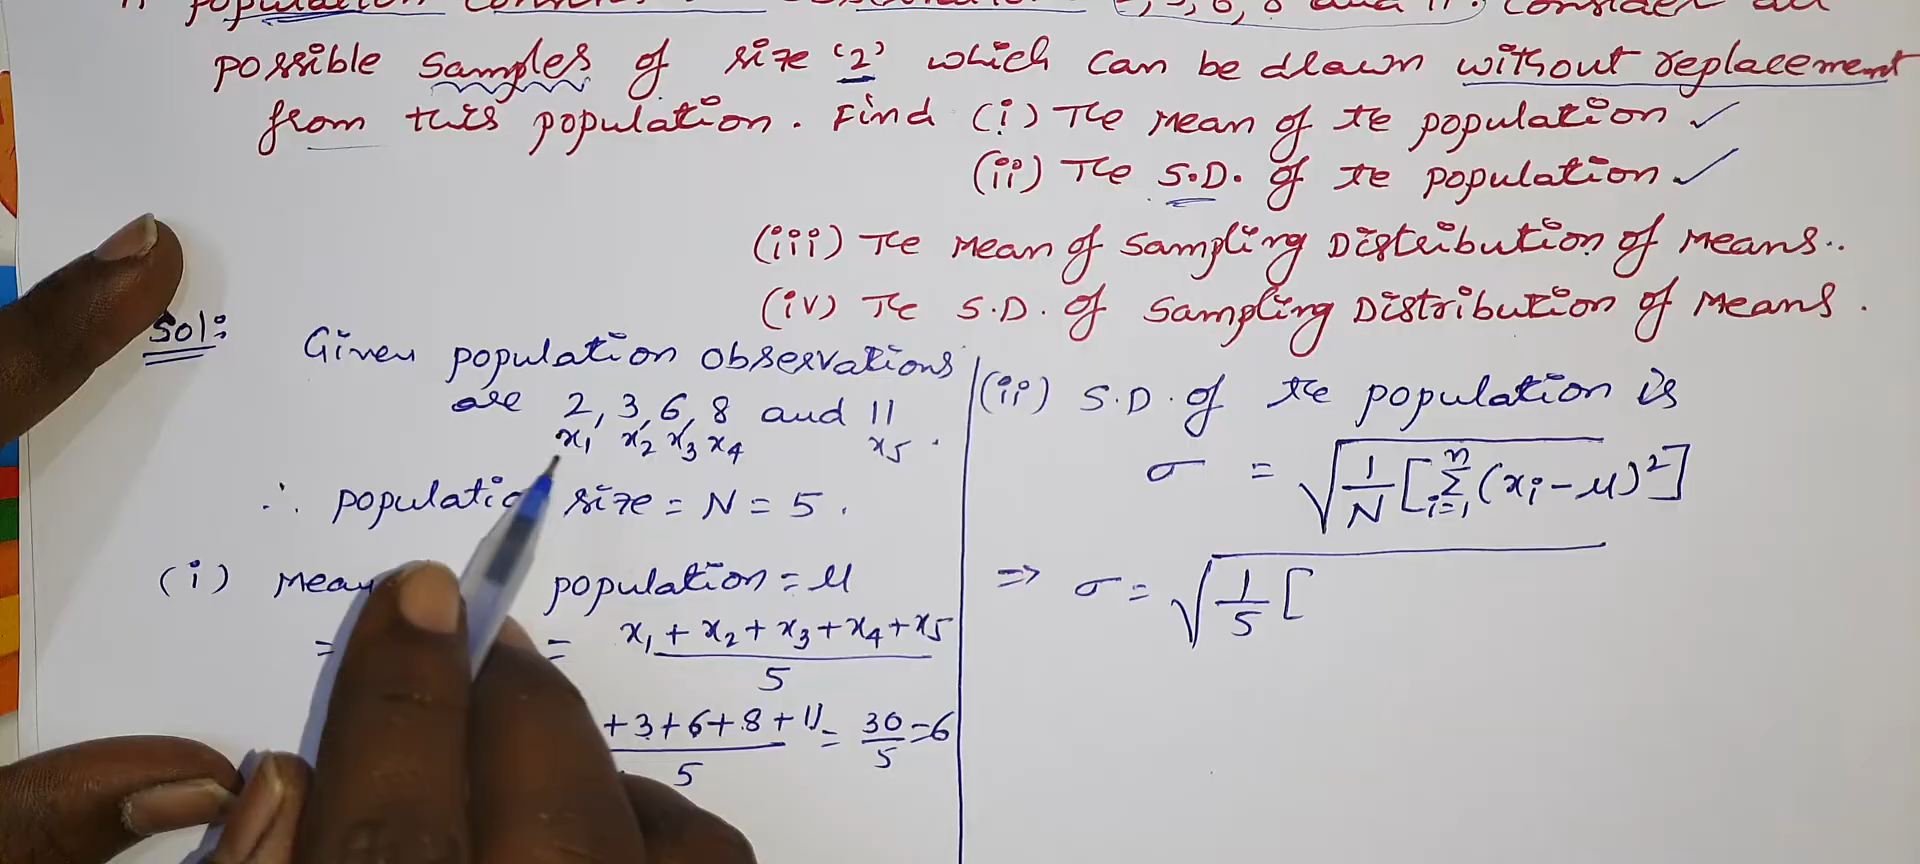 population
possible samples of size '2' which can be drawn without replacement
from this population. Find (i) The Mean of the population ✓
(ii) The S.D. of the population ✓
(iii) The Mean of Sampling Distribution of Means..
(iv) The S.D. of Sampling Distribution of Means.
Sol:
Given population observations
are 2, 3, 6, 8 and 11
x₁ x₂ x₃ x₄ x₅ .
∴ populatio size = N = 5 .
(i) Mea population = μ
= = x₁ + x₂ + x₃ + x₄ + x₅ / 5
+ 3 + 6 + 8 + 11 / 5 = 30/5 = 6
(ii) S.D. of the population is
σ = √ 1/N [ n Σ i=1 (xi - μ)² ]
⇒ σ = √ 1/5 [